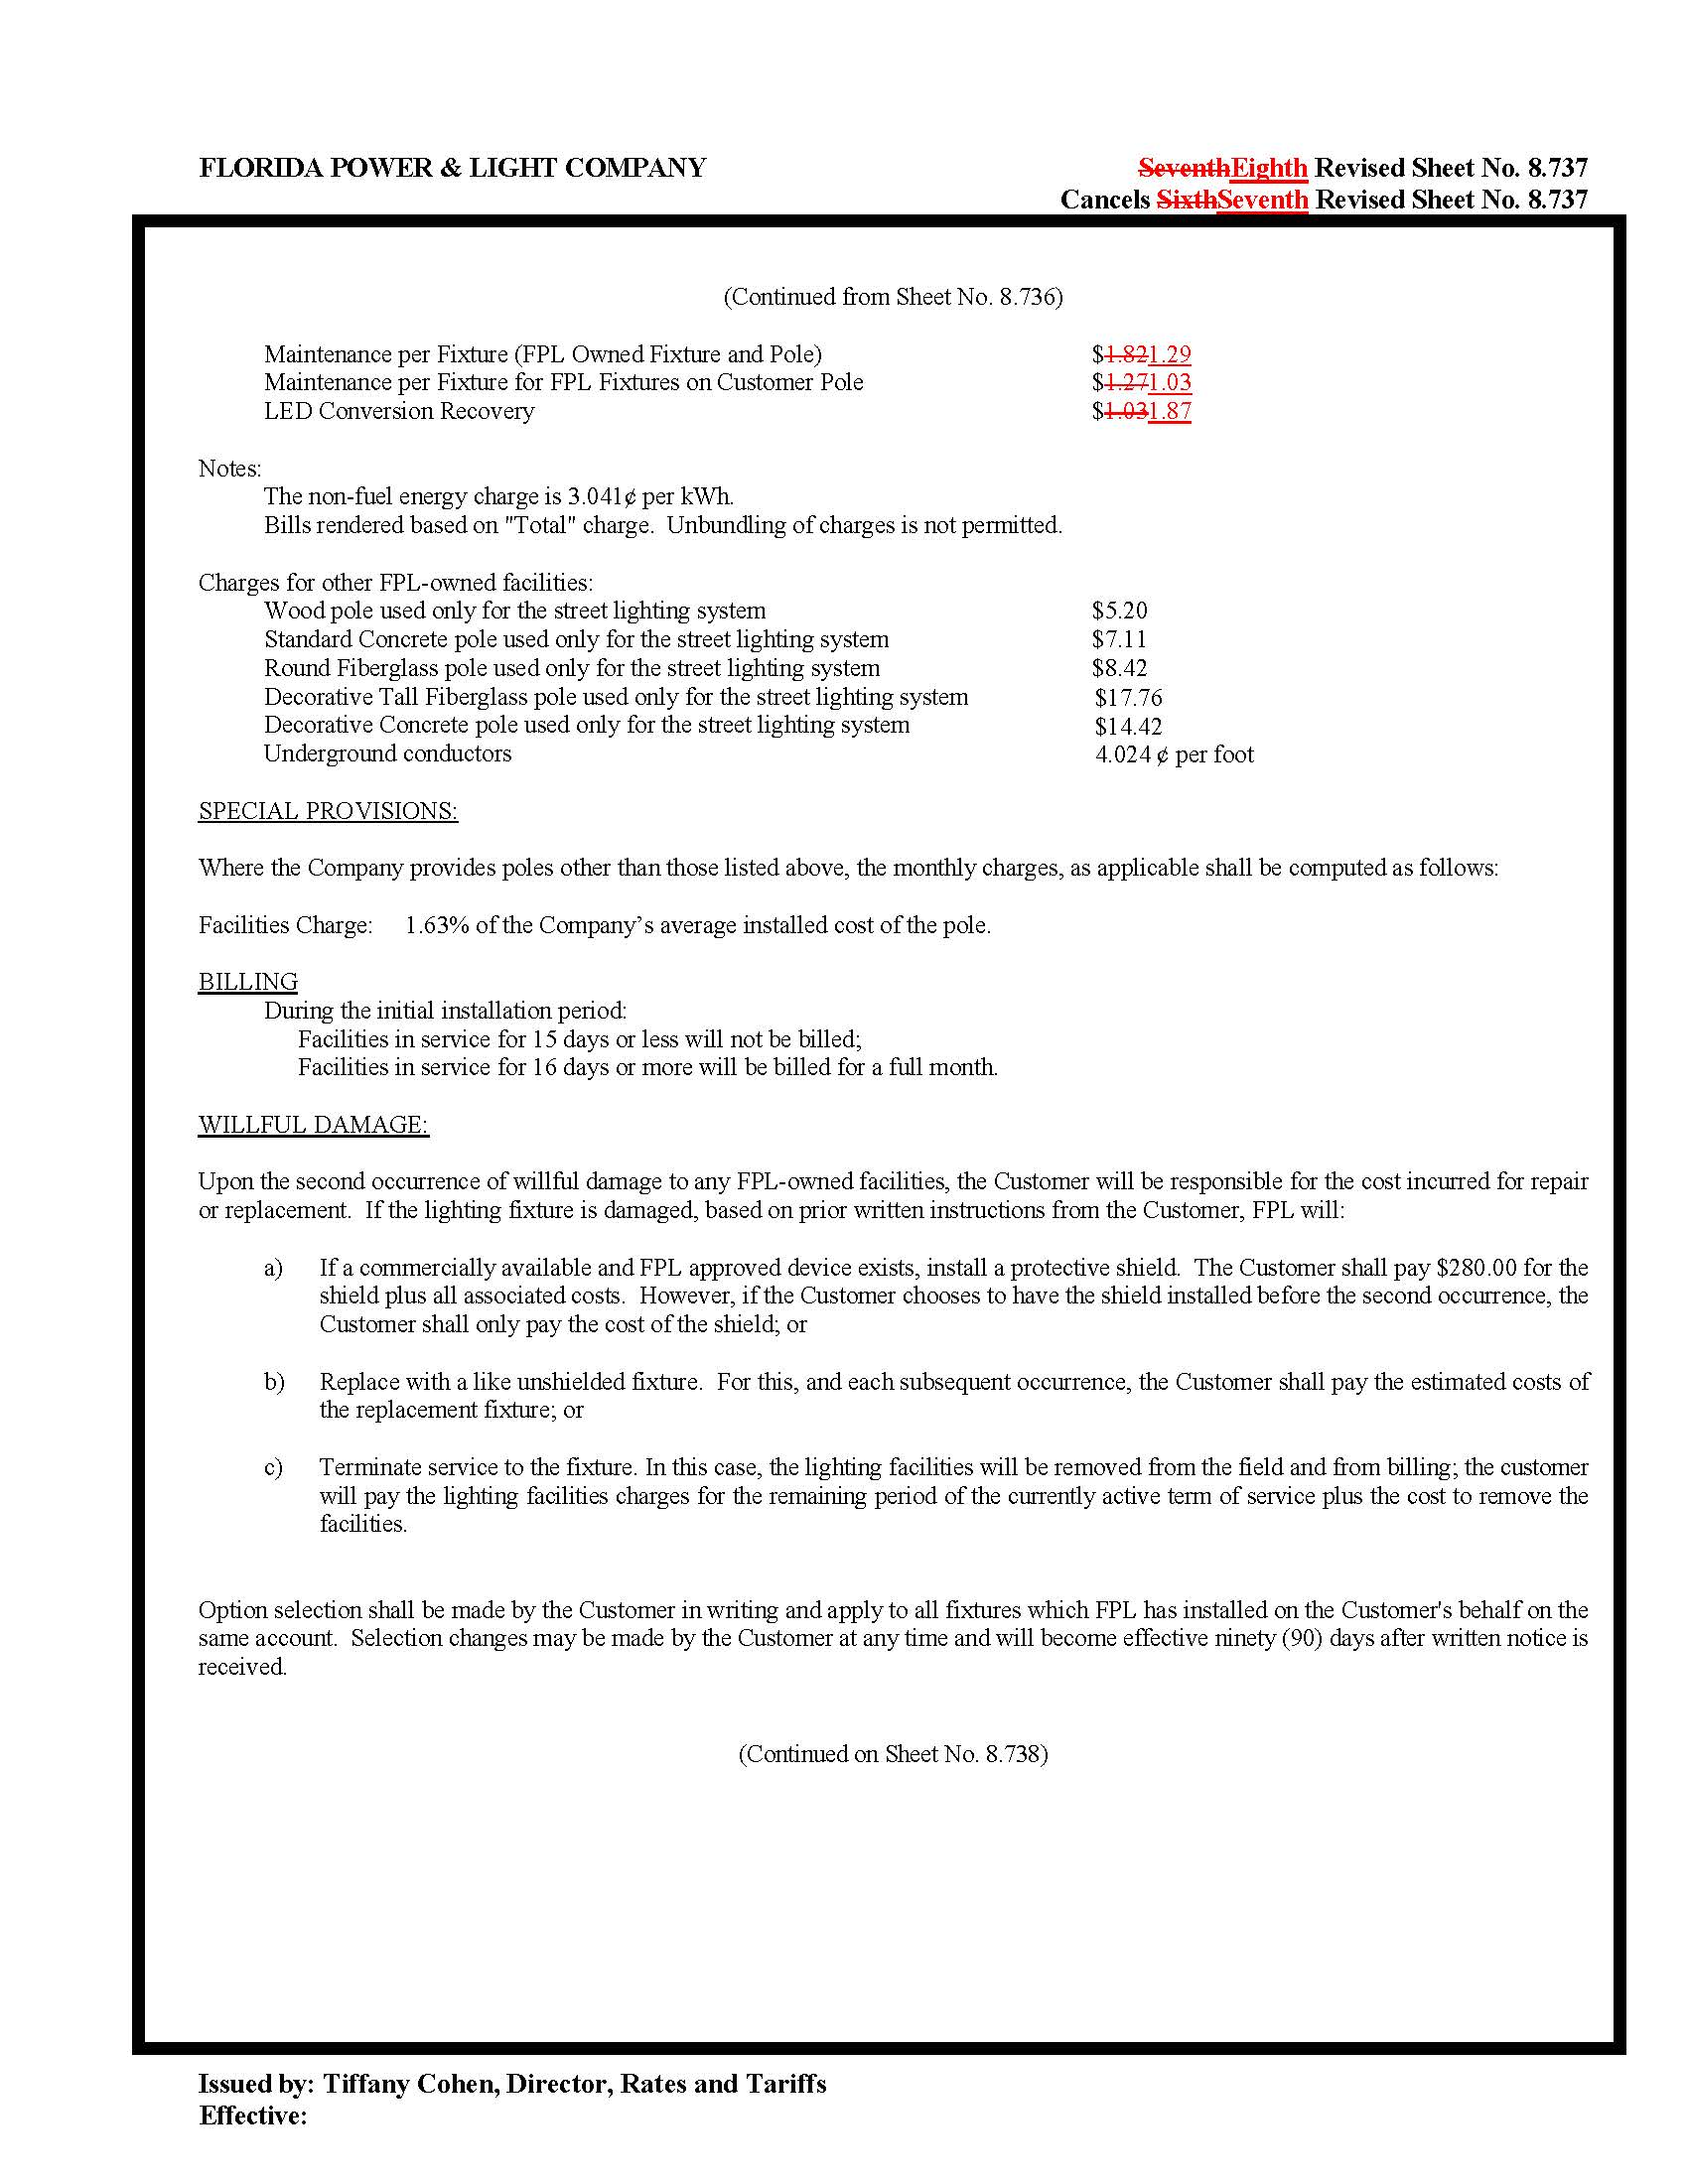 FLORIDA POWER & LIGHT COMPANY
SeventhEighth Revised Sheet No. 8.737
Cancels SixthSeventh Revised Sheet No. 8.737
(Continued from Sheet No. 8.736)
Maintenance per Fixture (FPL Owned Fixture and Pole) $1.821.29
Maintenance per Fixture for FPL Fixtures on Customer Pole $1.271.03
LED Conversion Recovery $1.031.87
Notes:
The non-fuel energy charge is 3.041¢ per kWh.
Bills rendered based on "Total" charge. Unbundling of charges is not permitted.
Charges for other FPL-owned facilities:
Wood pole used only for the street lighting system $5.20
Standard Concrete pole used only for the street lighting system $7.11
Round Fiberglass pole used only for the street lighting system $8.42
Decorative Tall Fiberglass pole used only for the street lighting system $17.76
Decorative Concrete pole used only for the street lighting system $14.42
Underground conductors 4.024 ¢ per foot
SPECIAL PROVISIONS:
Where the Company provides poles other than those listed above, the monthly charges, as applicable shall be computed as follows:
Facilities Charge: 1.63% of the Company’s average installed cost of the pole.
BILLING
During the initial installation period:
Facilities in service for 15 days or less will not be billed;
Facilities in service for 16 days or more will be billed for a full month.
WILLFUL DAMAGE:
Upon the second occurrence of willful damage to any FPL-owned facilities, the Customer will be responsible for the cost incurred for repair
or replacement. If the lighting fixture is damaged, based on prior written instructions from the Customer, FPL will:
a) If a commercially available and FPL approved device exists, install a protective shield. The Customer shall pay $280.00 for the
shield plus all associated costs. However, if the Customer chooses to have the shield installed before the second occurrence, the
Customer shall only pay the cost of the shield; or
b) Replace with a like unshielded fixture. For this, and each subsequent occurrence, the Customer shall pay the estimated costs of
the replacement fixture; or
c) Terminate service to the fixture. In this case, the lighting facilities will be removed from the field and from billing; the customer
will pay the lighting facilities charges for the remaining period of the currently active term of service plus the cost to remove the
facilities.
Option selection shall be made by the Customer in writing and apply to all fixtures which FPL has installed on the Customer's behalf on the
same account. Selection changes may be made by the Customer at any time and will become effective ninety (90) days after written notice is
received.
(Continued on Sheet No. 8.738)
Issued by: Tiffany Cohen, Director, Rates and Tariffs
Effective: